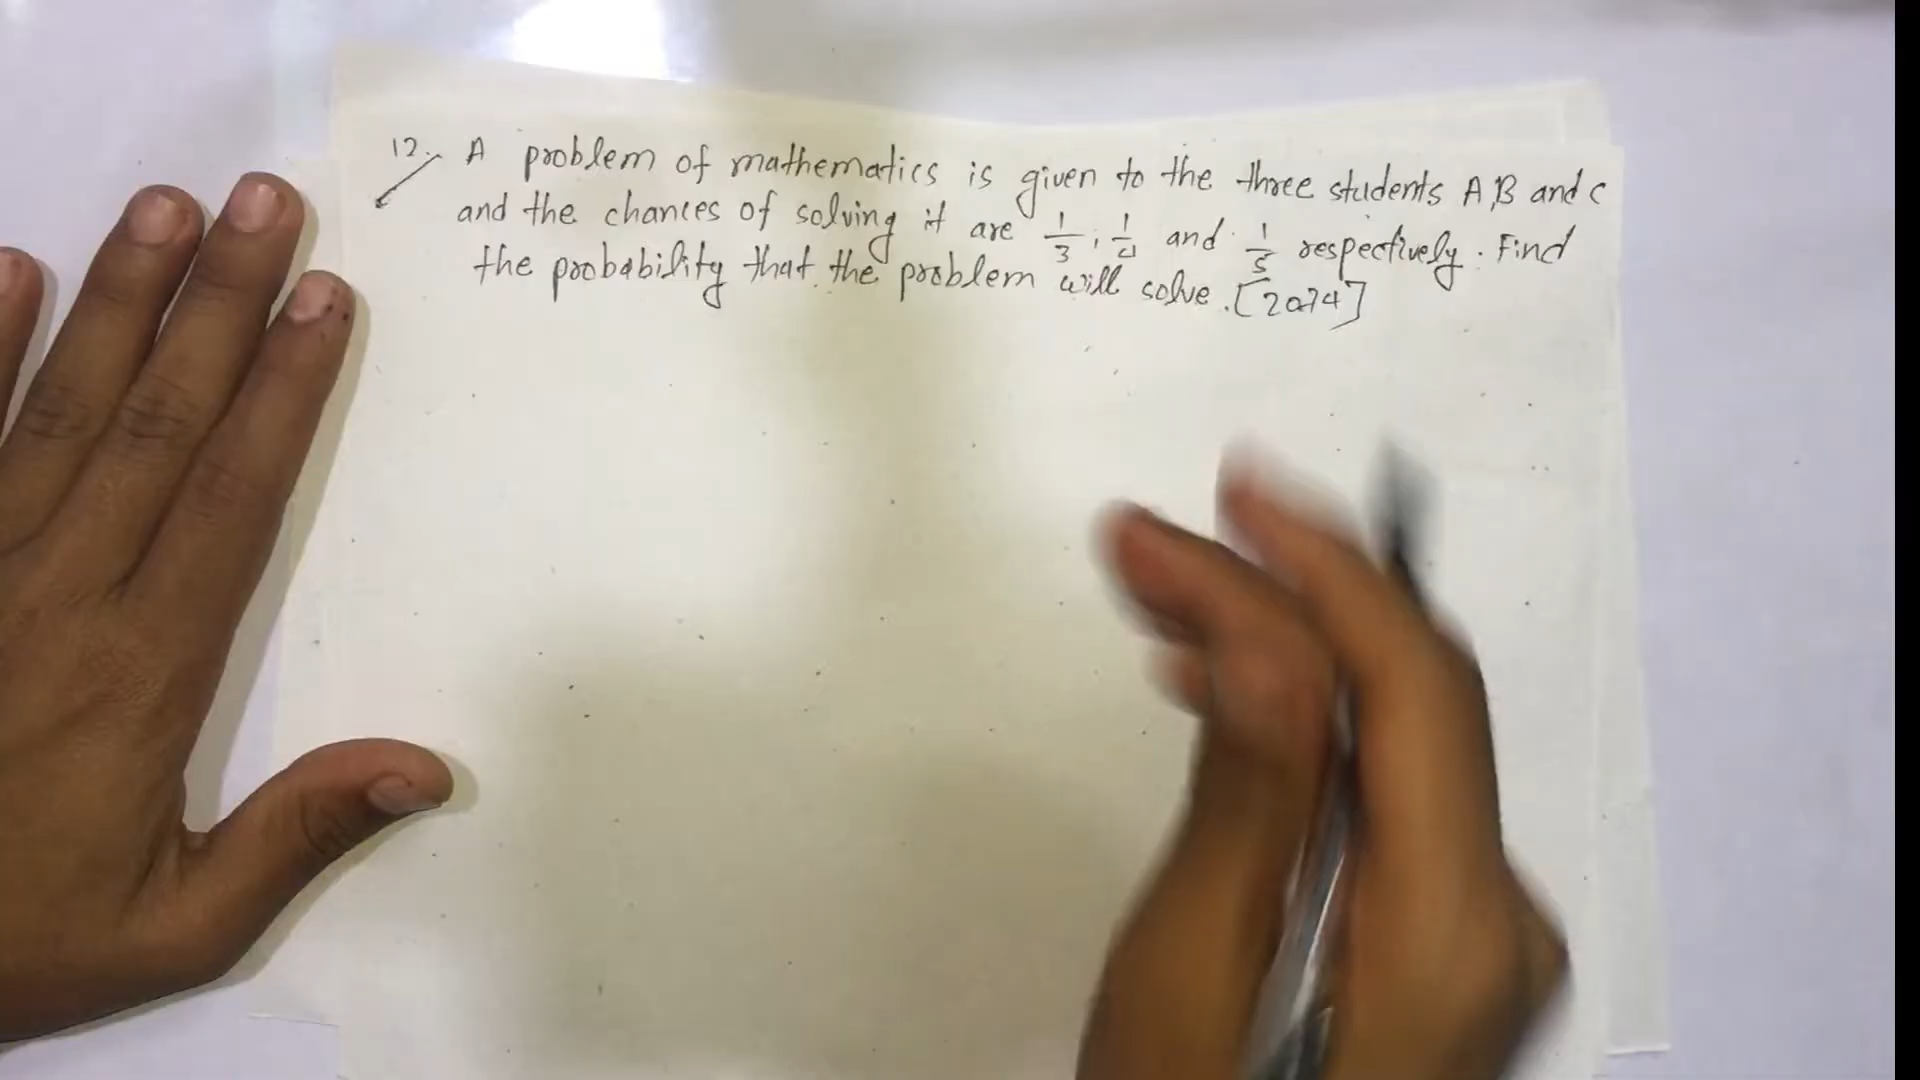 12. A problem of mathematics is given to the three students A, B and C
and the chances of solving it are 1/3, 1/4 and 1/5 respectively. Find
the probability that the problem will solve. [2074]